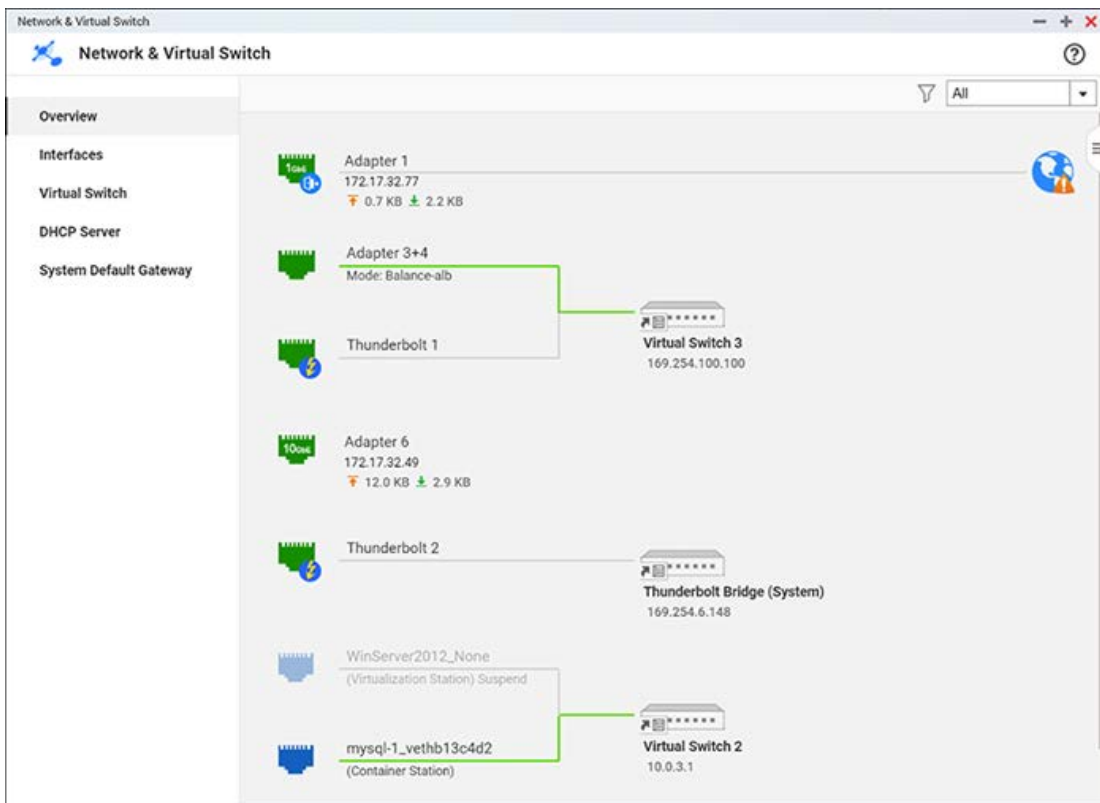 Network & Virtual Switch
Network & Virtual Switch
All
Overview
Interfaces
Virtual Switch
DHCP Server
System Default Gateway
1GbE
Adapter 1
172.17.32.77
0.7 KB 2.2 KB
Adapter 3+4
Mode: Balance-alb
Thunderbolt 1
Virtual Switch 3
169.254.100.100
10GbE
Adapter 6
172.17.32.49
12.0 KB 2.9 KB
Thunderbolt 2
Thunderbolt Bridge (System)
169.254.6.148
WinServer2012_None
(Virtualization Station) Suspend
mysql-1_vethb13c4d2
(Container Station)
Virtual Switch 2
10.0.3.1